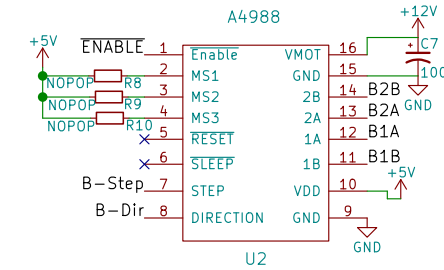 A4988
+12V
+5V
ENABLE 1 Enable VMOT 16
C7
NOPOP R8 2 MS1 GND 15
100
NOPOP R9 3 MS2 2B 14 B2B
GND
NOPOP R10 4 MS3 2A 13 B2A
5 RESET 1A 12 B1A
6 SLEEP 1B 11 B1B
+5V
B-Step 7 STEP VDD 10
B-Dir 8 DIRECTION GND 9
GND
U2